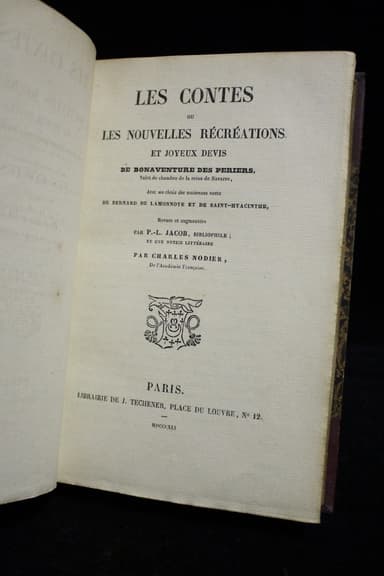 LES CONTES
OU
LES NOUVELLES RÉCRÉATIONS
ET JOYEUX DEVIS
DE BONAVENTURE DES PERIERS,
Valet de chambre de la reine de Navarre,
Avec un choix des anciennes notes
DE BERNARD DE LAMONNOYE ET DE SAINT-HYACINTHE,
Revues et augmentées
PAR P.-L. JACOB, BIBLIOPHILE;
ET UNE NOTICE LITTÉRAIRE
PAR CHARLES NODIER,
De l'Académie Française.
PARIS.
LIBRAIRIE DE J. TECHENER, PLACE DU LOUVRE, No 12.
MDCCCXLI